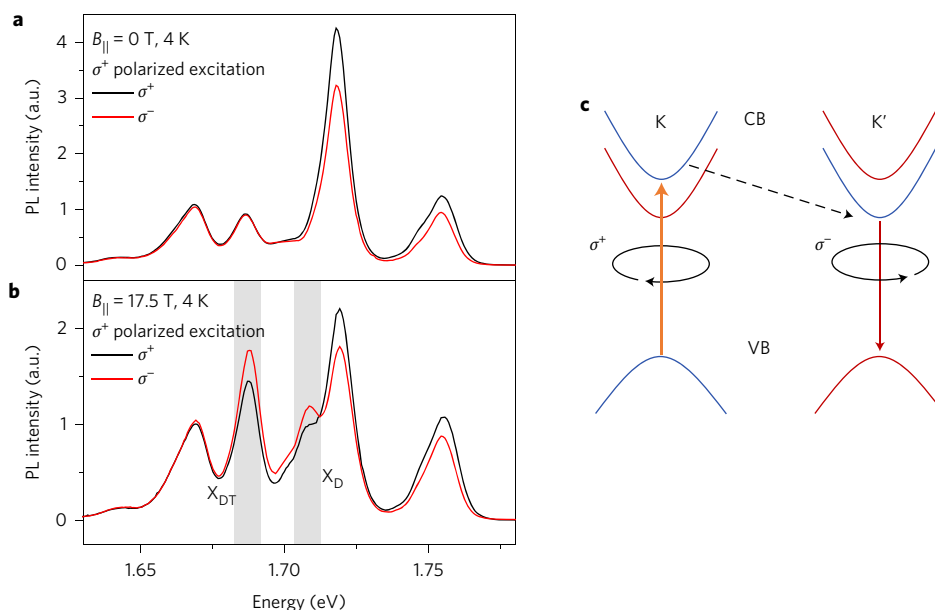 a
B|| = 0 T, 4 K
σ+ polarized excitation
σ+
σ−
PL intensity (a.u.)
4
3
2
1
0
b
B|| = 17.5 T, 4 K
σ+ polarized excitation
σ+
σ−
PL intensity (a.u.)
2
1
0
XDT
XD
1.65
1.70
1.75
Energy (eV)
c
K
CB
K′
σ+
σ−
VB